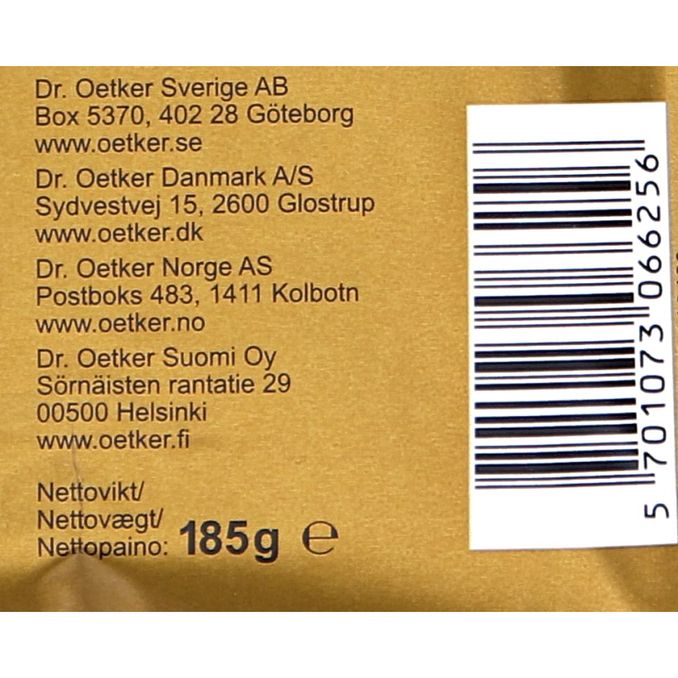 Dr. Oetker Sverige AB
Box 5370, 402 28 Göteborg
www.oetker.se
Dr. Oetker Danmark A/S
Sydvestvej 15, 2600 Glostrup
www.oetker.dk
Dr. Oetker Norge AS
Postboks 483, 1411 Kolbotn
www.oetker.no
Dr. Oetker Suomi Oy
Sörnäisten rantatie 29
00500 Helsinki
www.oetker.fi
Nettovikt/
Nettovægt/
Nettopaino: 185g ℮
5 701073 066256